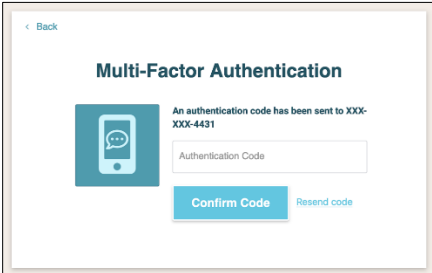 < Back
Multi-Factor Authentication
An authentication code has been sent to XXX-
XXX-4431
Authentication Code
Confirm Code
Resend code